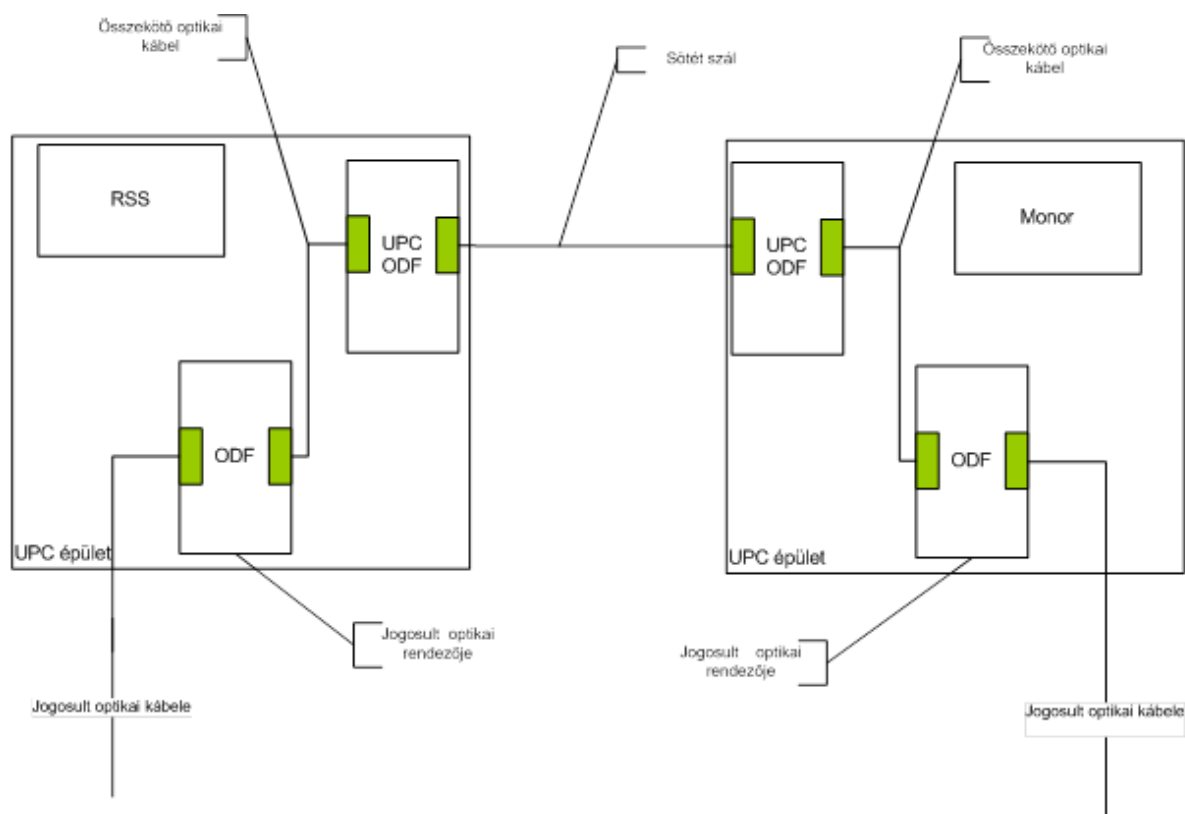 Összekötő optikai
kábel
Sötét szál
Összekötő optikai
kábel
RSS
UPC
ODF
UPC
ODF
Monor
ODF
ODF
UPC épület
UPC épület
Jogosult optikai
rendezője
Jogosult optikai
rendezője
Jogosult optikai kábele
Jogosult optikai kábele